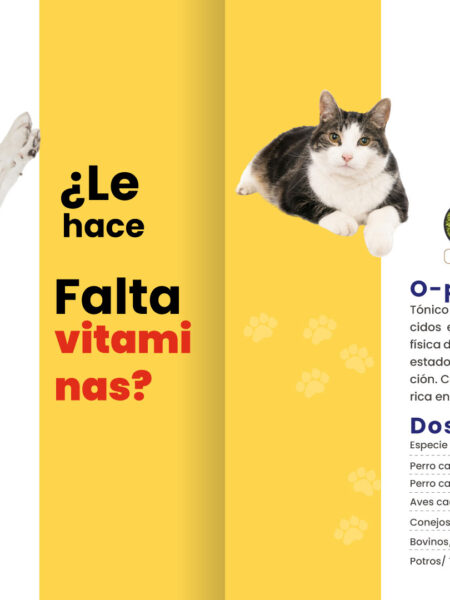 ¿Le
hace
Falta
vitami
nas?
O-p
Tónico
cidos e
física d
estado
ción. C
rica en
Dos
Especie
Perro ca
Perro ca
Aves ca
Conejos
Bovinos,
Potros/